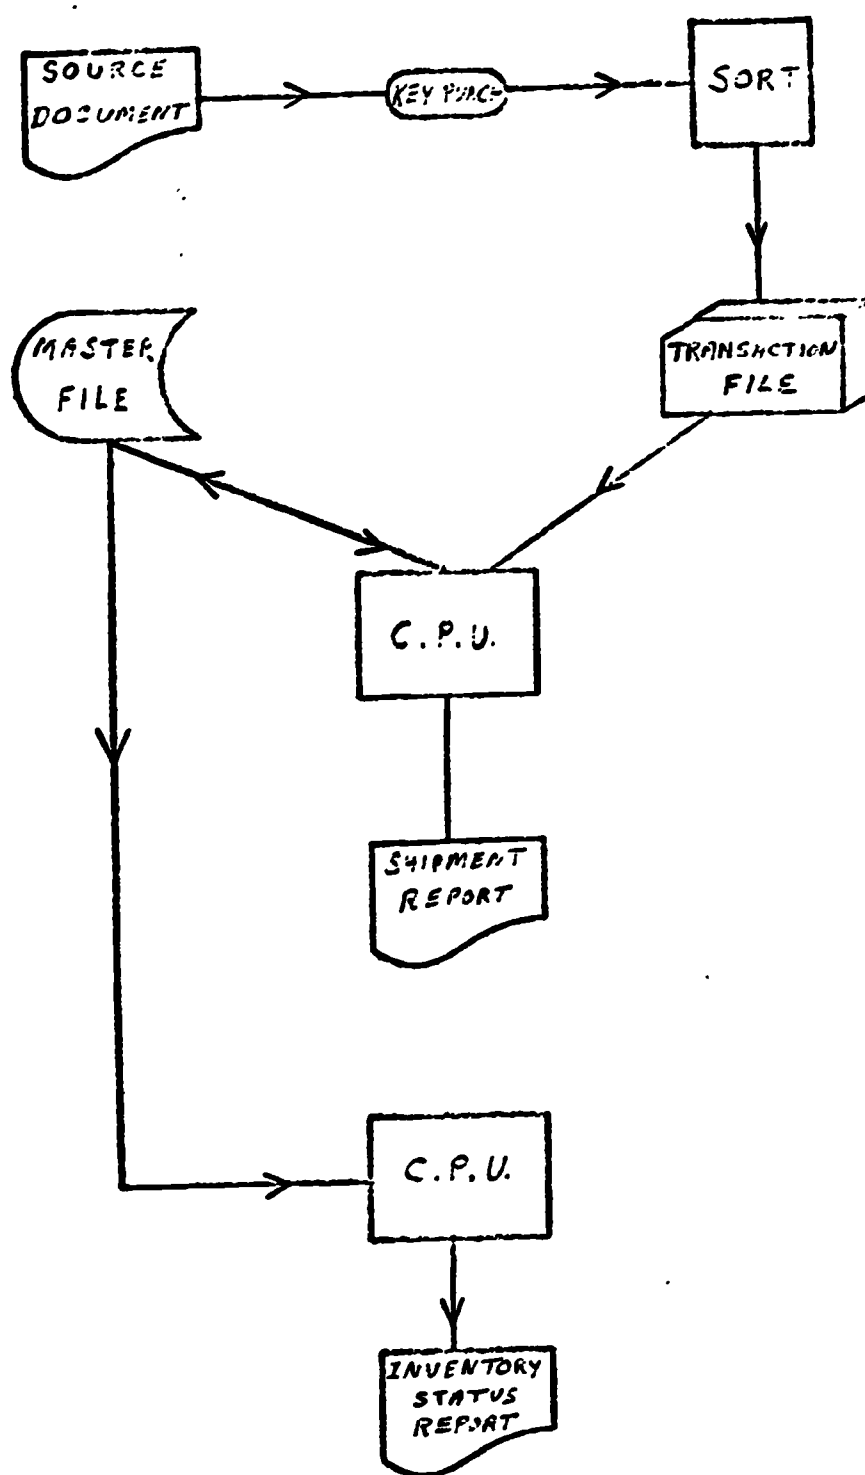 SOURCE
DOCUMENT
KEY PUNCH
SORT
MASTER
FILE
TRANSACTION
FILE
C.P.U.
SHIPMENT
REPORT
C.P.U.
INVENTORY
STATUS
REPORT